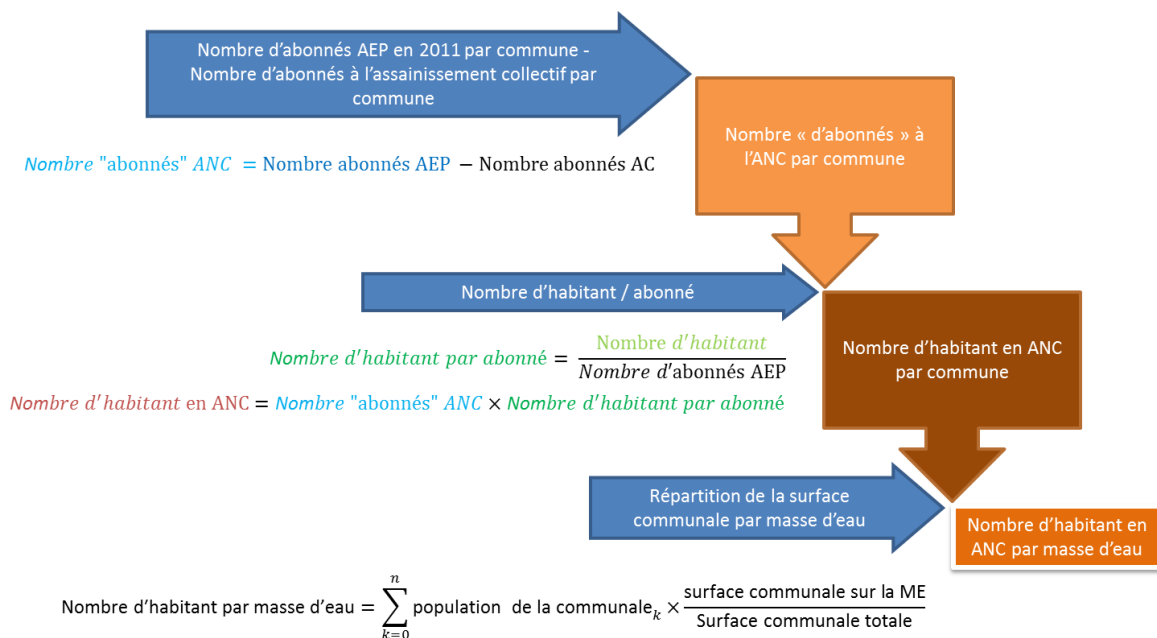 Nombre d'abonnés AEP en 2011 par commune -
Nombre d'abonnés à l'assainissement collectif par
commune
Nombre « d'abonnés » à
l'ANC par commune
Nombre "abonnés" ANC = Nombre abonnés AEP − Nombre abonnés AC
Nombre d'habitant / abonné
Nombre d'habitant en ANC
par commune
Nombre d'habitant par abonné = Nombre d'habitant / Nombre d'abonnés AEP
Nombre d'habitant en ANC = Nombre "abonnés" ANC × Nombre d'habitant par abonné
Répartition de la surface
communale par masse d'eau
Nombre d'habitant en
ANC par masse d'eau
Nombre d'habitant par masse d'eau = ∑_{k=0}^{n} population de la communale_k × surface communale sur la ME / Surface communale totale